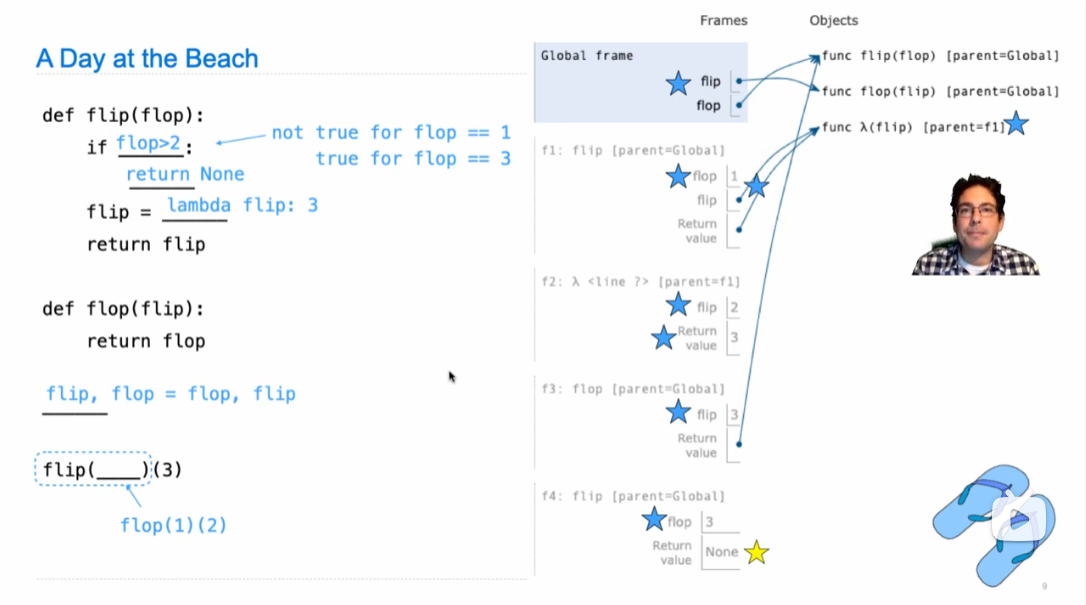 A Day at the Beach
def flip(flop):
if flop>2:
not true for flop == 1
true for flop == 3
return None
flip = lambda flip: 3
return flip
def flop(flip):
return flop
flip, flop = flop, flip
flip(____)(3)
flop(1)(2)
Frames
Objects
Global frame
flip
flop
func flip(flop) [parent=Global]
func flop(flip) [parent=Global]
func λ(flip) [parent=f1]
f1: flip [parent=Global]
flop 1
flip
Return
value
f2: λ <line ?> [parent=f1]
flip 2
Return
value 3
f3: flop [parent=Global]
flip 3
Return
value
f4: flip [parent=Global]
flop 3
Return
value None
9